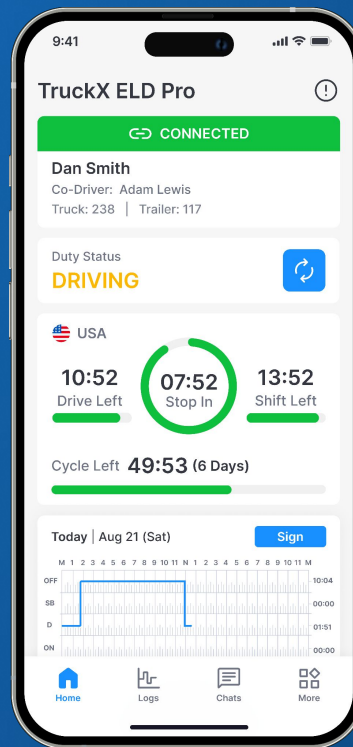 9:41
TruckX ELD Pro
CONNECTED
Dan Smith
Co-Driver: Adam Lewis
Truck: 238 | Trailer: 117
Duty Status
DRIVING
USA
10:52
Drive Left
07:52
Stop In
13:52
Shift Left
Cycle Left 49:53 (6 Days)
Today | Aug 21 (Sat)
Sign
M 1 2 3 4 5 6 7 8 9 10 11 N 1 2 3 4 5 6 7 8 9 10 11 M
OFF 10:04
SB 00:00
D 01:51
ON 00:00
Home Logs Chats More